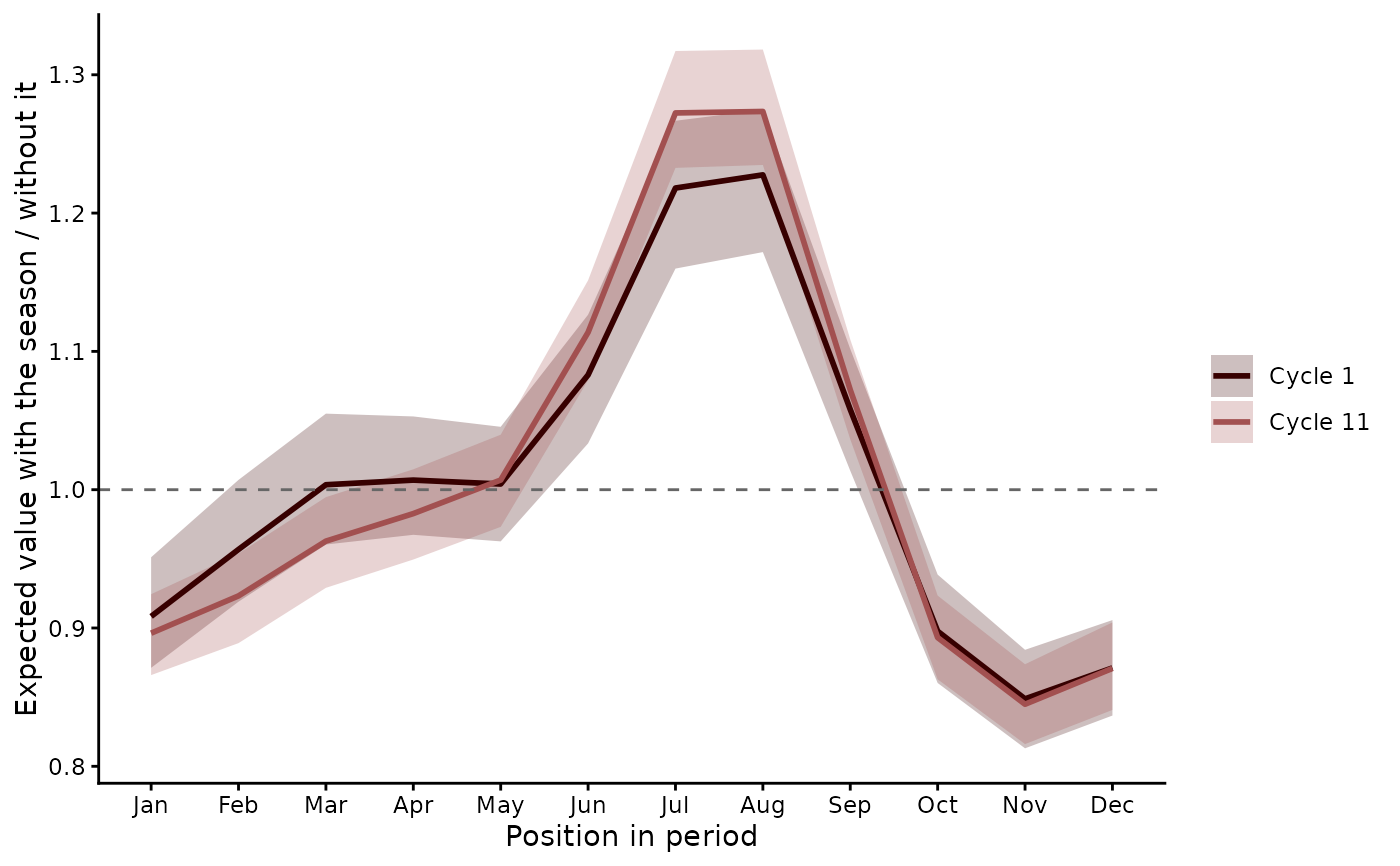 Expected value with the season / without it
1.3
1.2
1.1
1.0
0.9
0.8
Jan Feb Mar Apr May Jun Jul Aug Sep Oct Nov Dec
Position in period
Cycle 1
Cycle 11